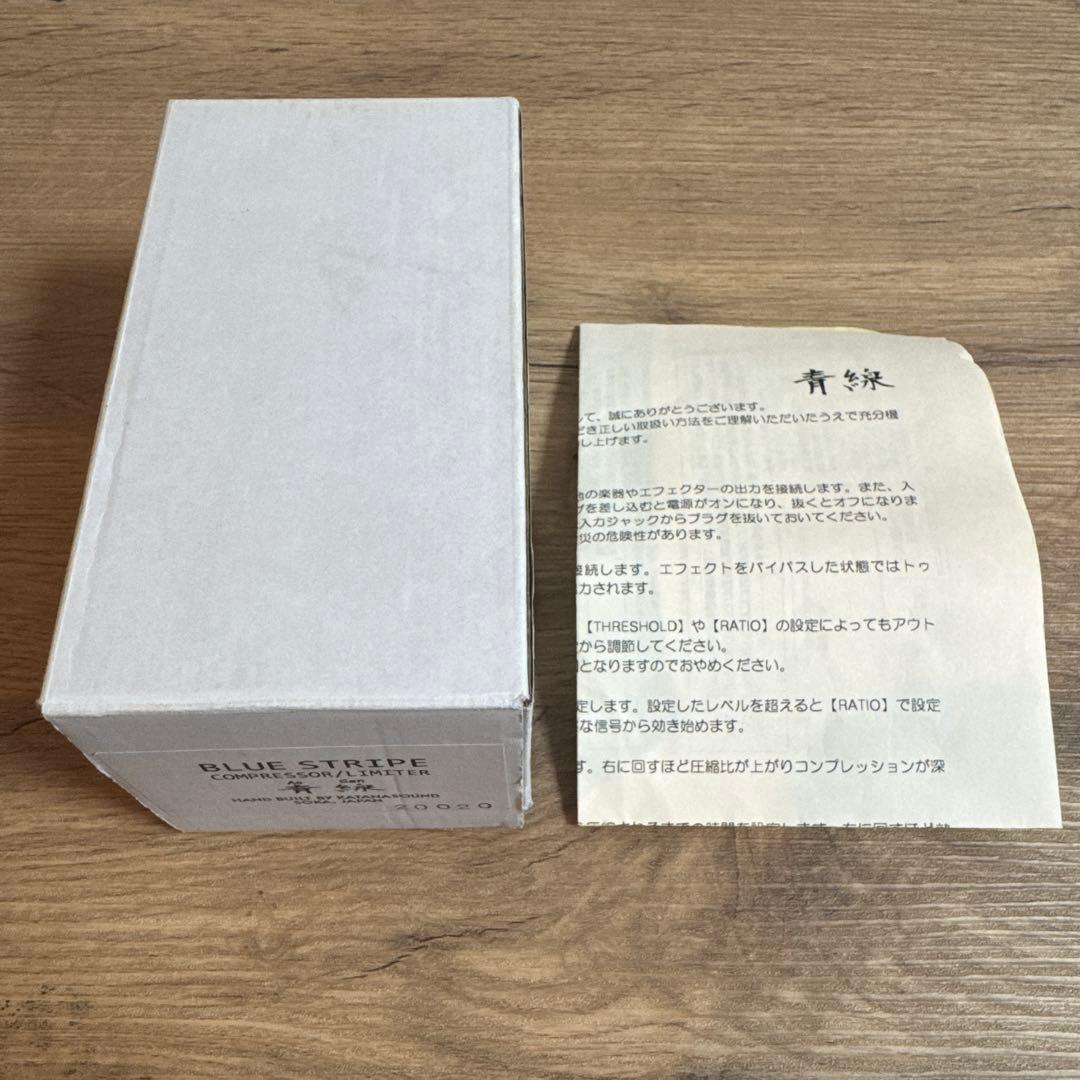 BLUE STRIPE
COMPRESSOR/LIMITER
Ao Sen
青線
HAND BUILT BY KATANASOUND
SOKA, JAPAN 20020
青線
て、誠にありがとうございます。
どき正しい取扱い方法をご理解いただいたうえで充分機
し上げます。
の楽器やエフェクターの出力を接続します。また、入
を差し込むと電源がオンになり、抜くとオフになりま
入力ジャックからプラグを抜いておいてください。
災の危険性があります。
続します。エフェクトをバイパスした状態ではトゥ
力されます。
【THRESHOLD】や【RATIO】の設定によってもアウト
から調節してください。
となりますのでおやめください。
定します。設定したレベルを超えると【RATIO】で設定
な信号から効き始めます。
す。右に回すほど圧縮比が上がりコンプレッションが深